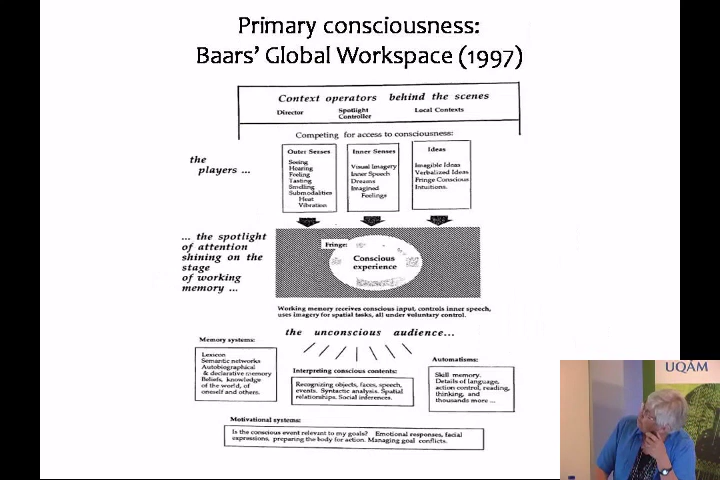 Primary consciousness:
Baars' Global Workspace (1997)
Context operators behind the scenes
Director
Spotlight
Controller
Local Contexts
Competing for access to consciousness:
the
players ...
Outer Senses
Seeing
Hearing
Feeling
Tasting
Smelling
Submodalities
Heat
Vibration
Inner Senses
Visual Imagery
Inner Speech
Dreams
Imagined
Feelings
Ideas
Imagible Ideas
Verbalized Ideas
Fringe Conscious
Intuitions.
... the spotlight
of attention
shining on the
stage
of working
memory ...
Fringe:
Conscious
experience
Working memory receives conscious input, controls inner speech,
uses imagery for spatial tasks, all under voluntary control.
the unconscious audience...
Memory systems:
Lexicon
Semantic networks
Autobiographical
& declarative memory
Beliefs, knowledge
of the world, of
oneself and others.
Interpreting conscious contents:
Recognizing objects, faces, speech,
events. Syntactic analysis. Spatial
relationships. Social inferences.
Automatisms:
Skill memory.
Details of language,
action control, reading,
thinking, and
thousands more ...
Motivational systems:
Is the conscious event relevant to my goals? Emotional responses, facial
expressions, preparing the body for action. Managing goal conflicts.
UQÀM